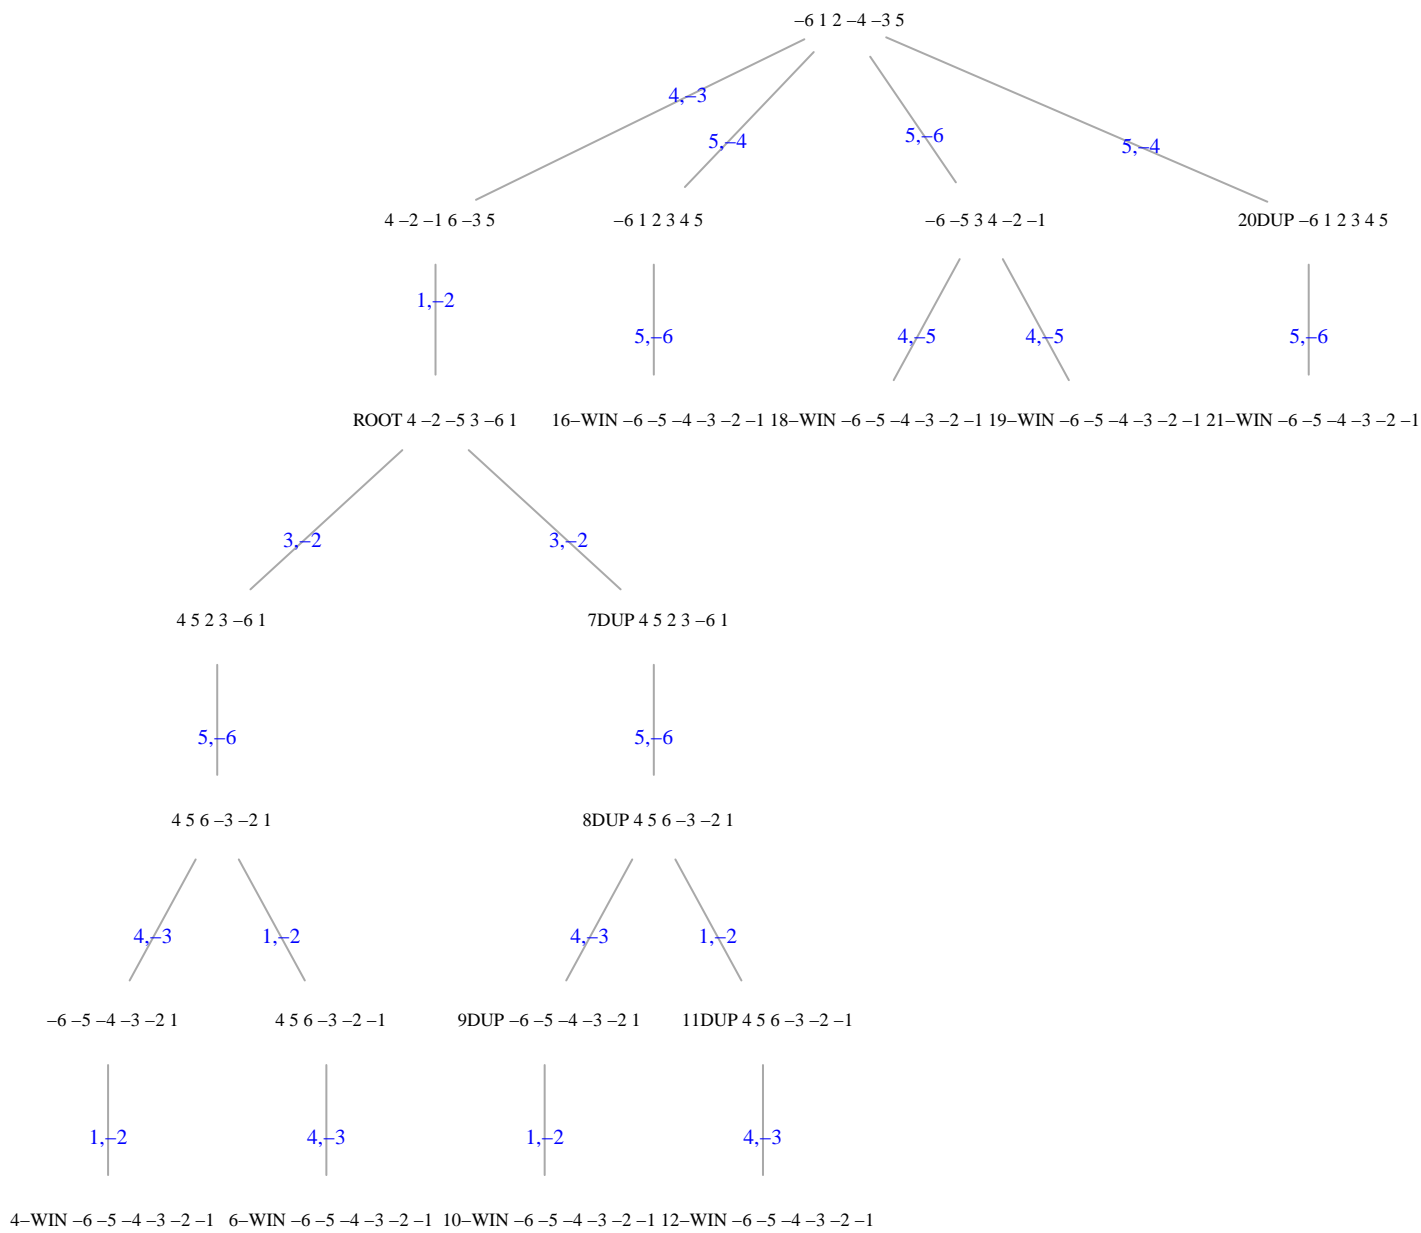 –6 1 2 –4 –3 5
4,–3
5,–4
5,–6
5,–4
4 –2 –1 6 –3 5
–6 1 2 3 4 5
–6 –5 3 4 –2 –1
20DUP –6 1 2 3 4 5
1,–2
5,–6
4,–5
4,–5
5,–6
ROOT 4 –2 –5 3 –6 1
16–WIN –6 –5 –4 –3 –2 –1
18–WIN –6 –5 –4 –3 –2 –1
19–WIN –6 –5 –4 –3 –2 –1
21–WIN –6 –5 –4 –3 –2 –1
3,–2
3,–2
4 5 2 3 –6 1
7DUP 4 5 2 3 –6 1
5,–6
5,–6
4 5 6 –3 –2 1
8DUP 4 5 6 –3 –2 1
4,–3
1,–2
4,–3
1,–2
–6 –5 –4 –3 –2 1
4 5 6 –3 –2 –1
9DUP –6 –5 –4 –3 –2 1
11DUP 4 5 6 –3 –2 –1
1,–2
4,–3
1,–2
4,–3
4–WIN –6 –5 –4 –3 –2 –1
6–WIN –6 –5 –4 –3 –2 –1
10–WIN –6 –5 –4 –3 –2 –1
12–WIN –6 –5 –4 –3 –2 –1